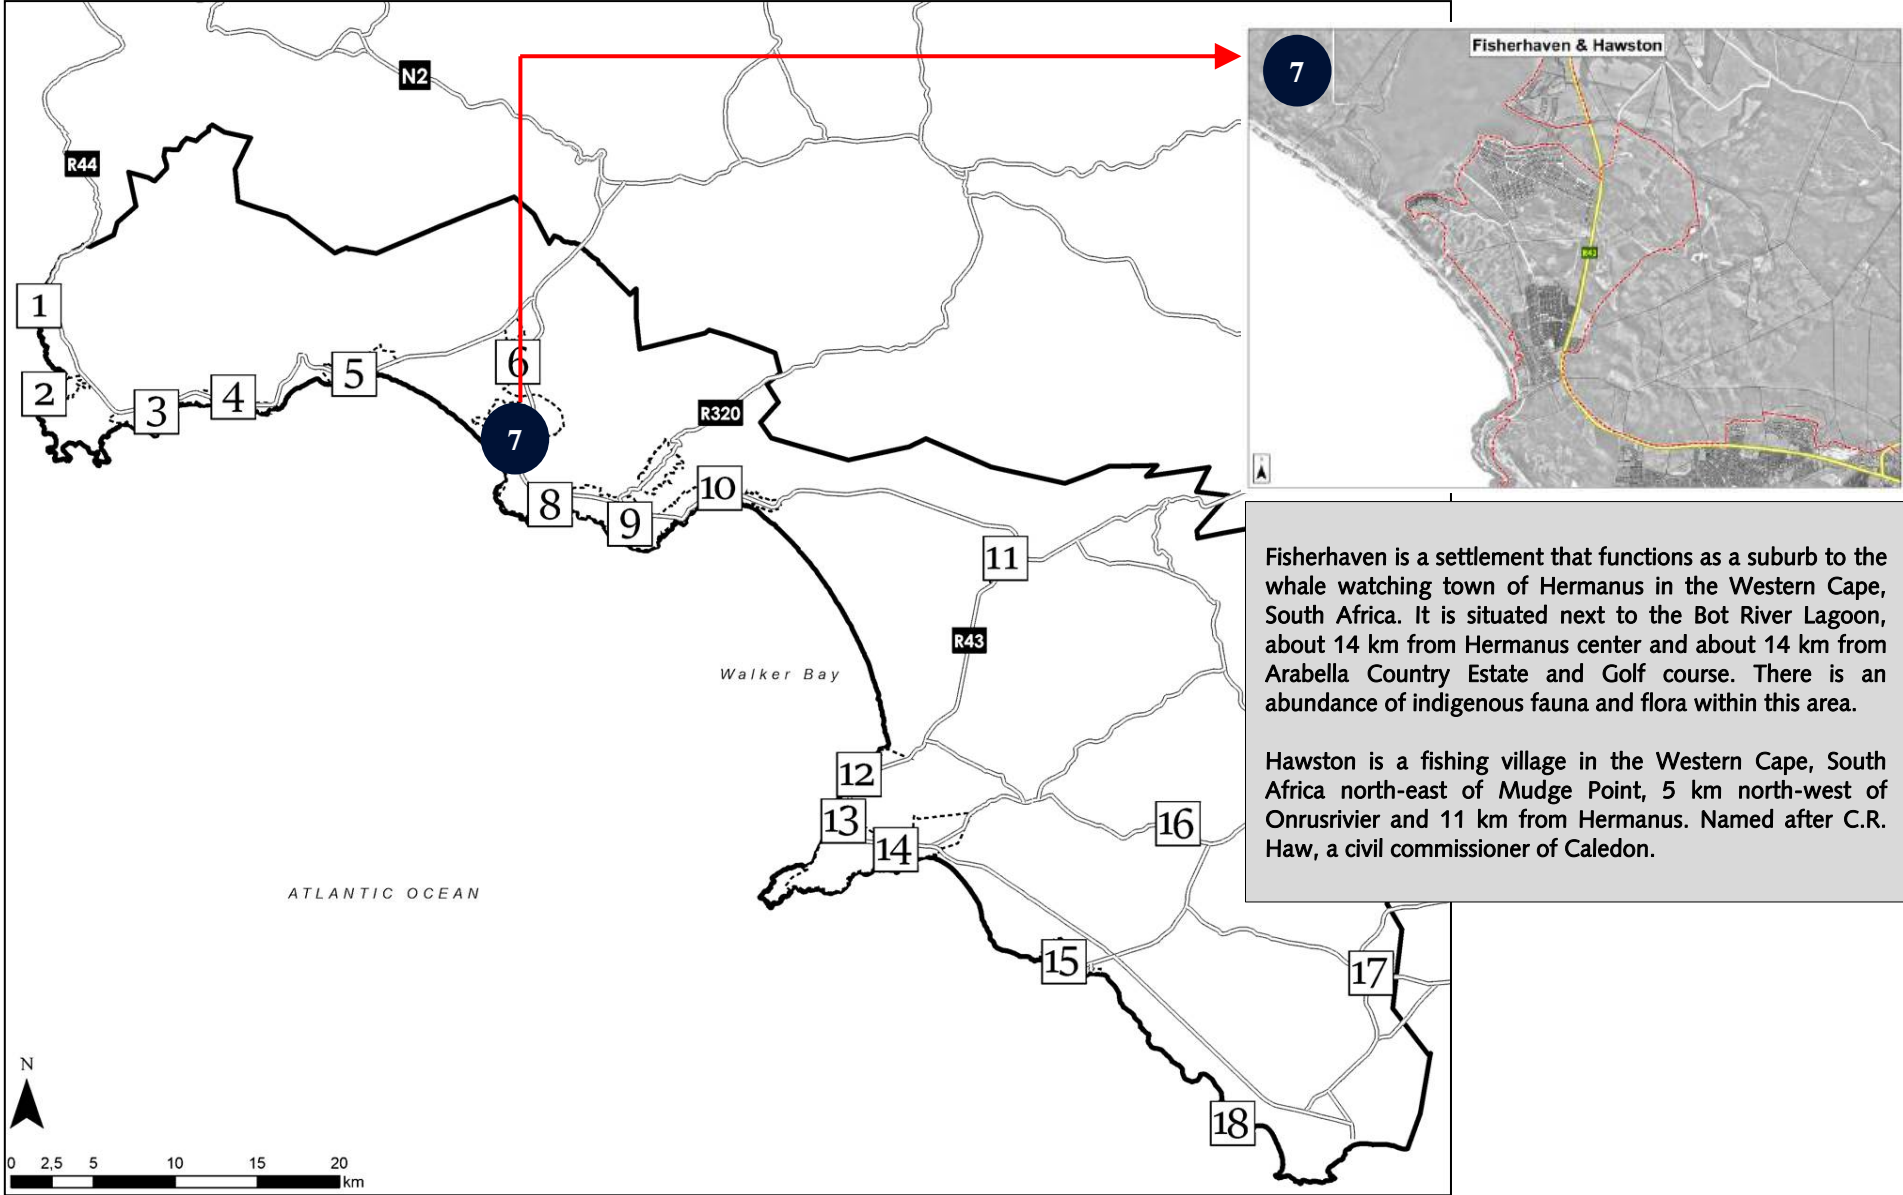 N2
7
Fisherhaven & Hawston
R44
R43
1
2
3
4
5
6
7
R320
8
9
10
11
R43
Walker Bay
12
13
14
15
16
17
18
ATLANTIC OCEAN
N
0 2,5 5 10 15 20
km
Fisherhaven is a settlement that functions as a suburb to the
whale watching town of Hermanus in the Western Cape,
South Africa. It is situated next to the Bot River Lagoon,
about 14 km from Hermanus center and about 14 km from
Arabella Country Estate and Golf course. There is an
abundance of indigenous fauna and flora within this area.
Hawston is a fishing village in the Western Cape, South
Africa north-east of Mudge Point, 5 km north-west of
Onrusrivier and 11 km from Hermanus. Named after C.R.
Haw, a civil commissioner of Caledon.